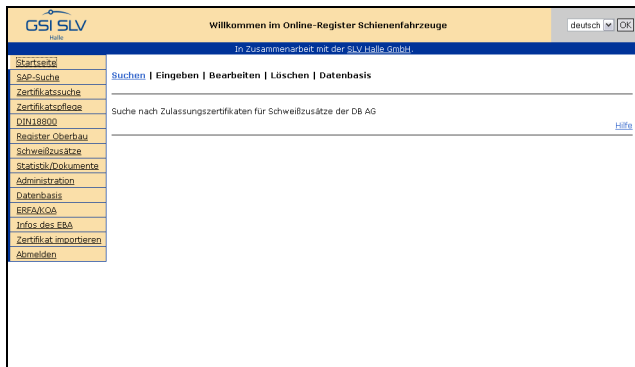 GSI SLV
Halle
Willkommen im Online-Register Schienenfahrzeuge
deutsch OK
In Zusammenarbeit mit der SLV Halle GmbH.
Startseite
SAP-Suche
Zertifikatssuche
Zertifikatspflege
DIN18800
Register Oberbau
Schweißzusätze
Statistik/Dokumente
Administration
Datenbasis
ERFA/KOA
Infos des EBA
Zertifikat importieren
Abmelden
Suchen | Eingeben | Bearbeiten | Löschen | Datenbasis
Suche nach Zulassungszertifikaten für Schweißzusätze der DB AG
Hilfe